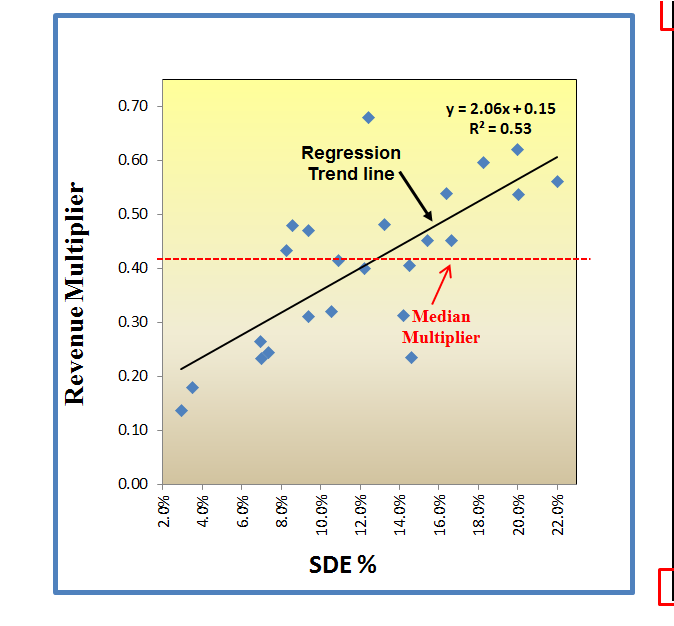 y = 2.06x + 0.15
R² = 0.53
Regression
Trend line
Median
Multiplier
Revenue Multiplier
0.70
0.60
0.50
0.40
0.30
0.20
0.10
0.00
2.0%
4.0%
6.0%
8.0%
10.0%
12.0%
14.0%
16.0%
18.0%
20.0%
22.0%
SDE %